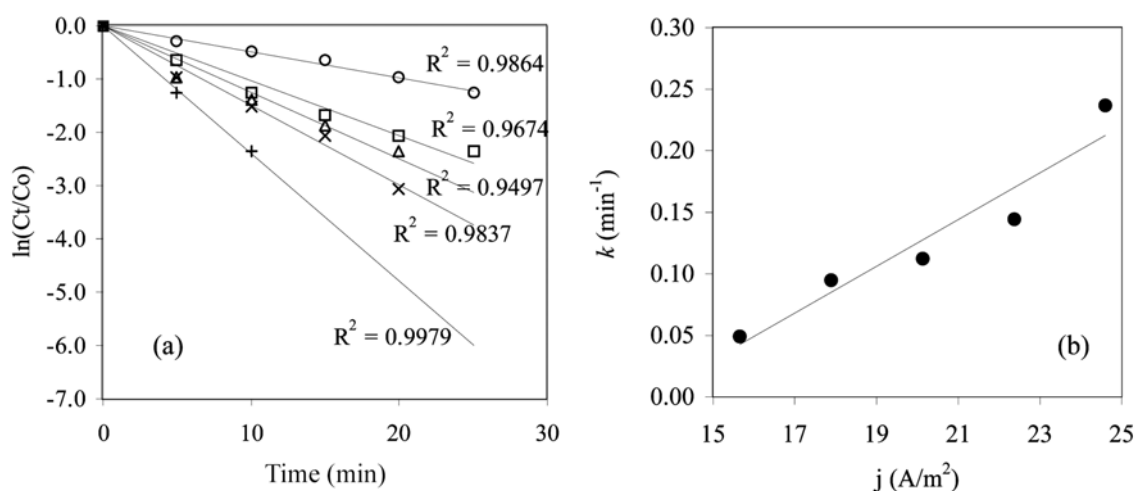 0.0
-1.0
-2.0
-3.0
-4.0
-5.0
-6.0
-7.0
ln(Ct/Co)
R² = 0.9864
R² = 0.9674
R² = 0.9497
R² = 0.9837
R² = 0.9979
(a)
0 10 20 30
Time (min)
0.30
0.25
0.20
0.15
0.10
0.05
0.00
k (min⁻¹)
(b)
15 17 19 21 23 25
j (A/m²)